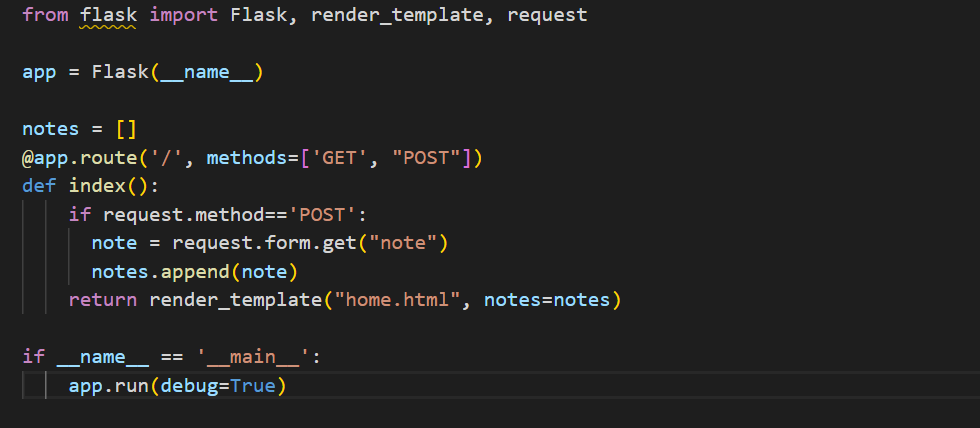 from flask import Flask, render_template, request
app = Flask(__name__)
notes = []
@app.route('/', methods=['GET', "POST"])
def index():
    if request.method=='POST':
      note = request.form.get("note")
      notes.append(note)
    return render_template("home.html", notes=notes)
if __name__ == '__main__':
    app.run(debug=True)